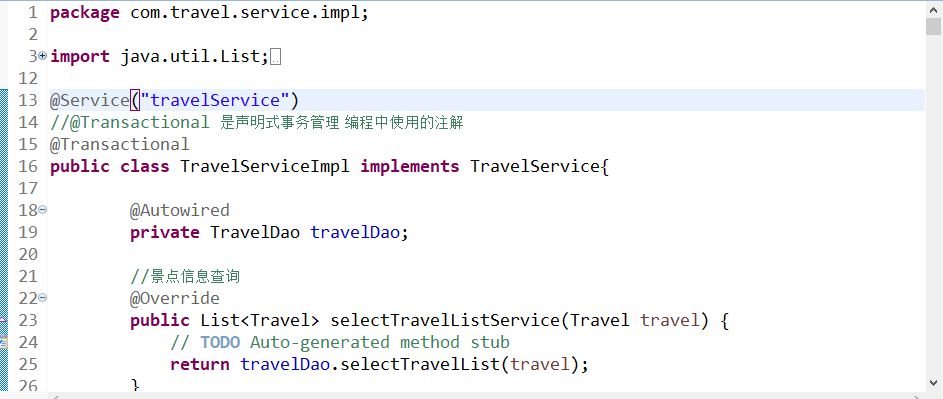 1 package com.travel.service.impl;
2
3 import java.util.List;
12
13 @Service("travelService")
14 //@Transactional 是声明式事务管理 编程中使用的注解
15 @Transactional
16 public class TravelServiceImpl implements TravelService{
17
18 @Autowired
19 private TravelDao travelDao;
20
21 //景点信息查询
22 @Override
23 public List<Travel> selectTravelListService(Travel travel) {
24 // TODO Auto-generated method stub
25 return travelDao.selectTravelList(travel);
26 }